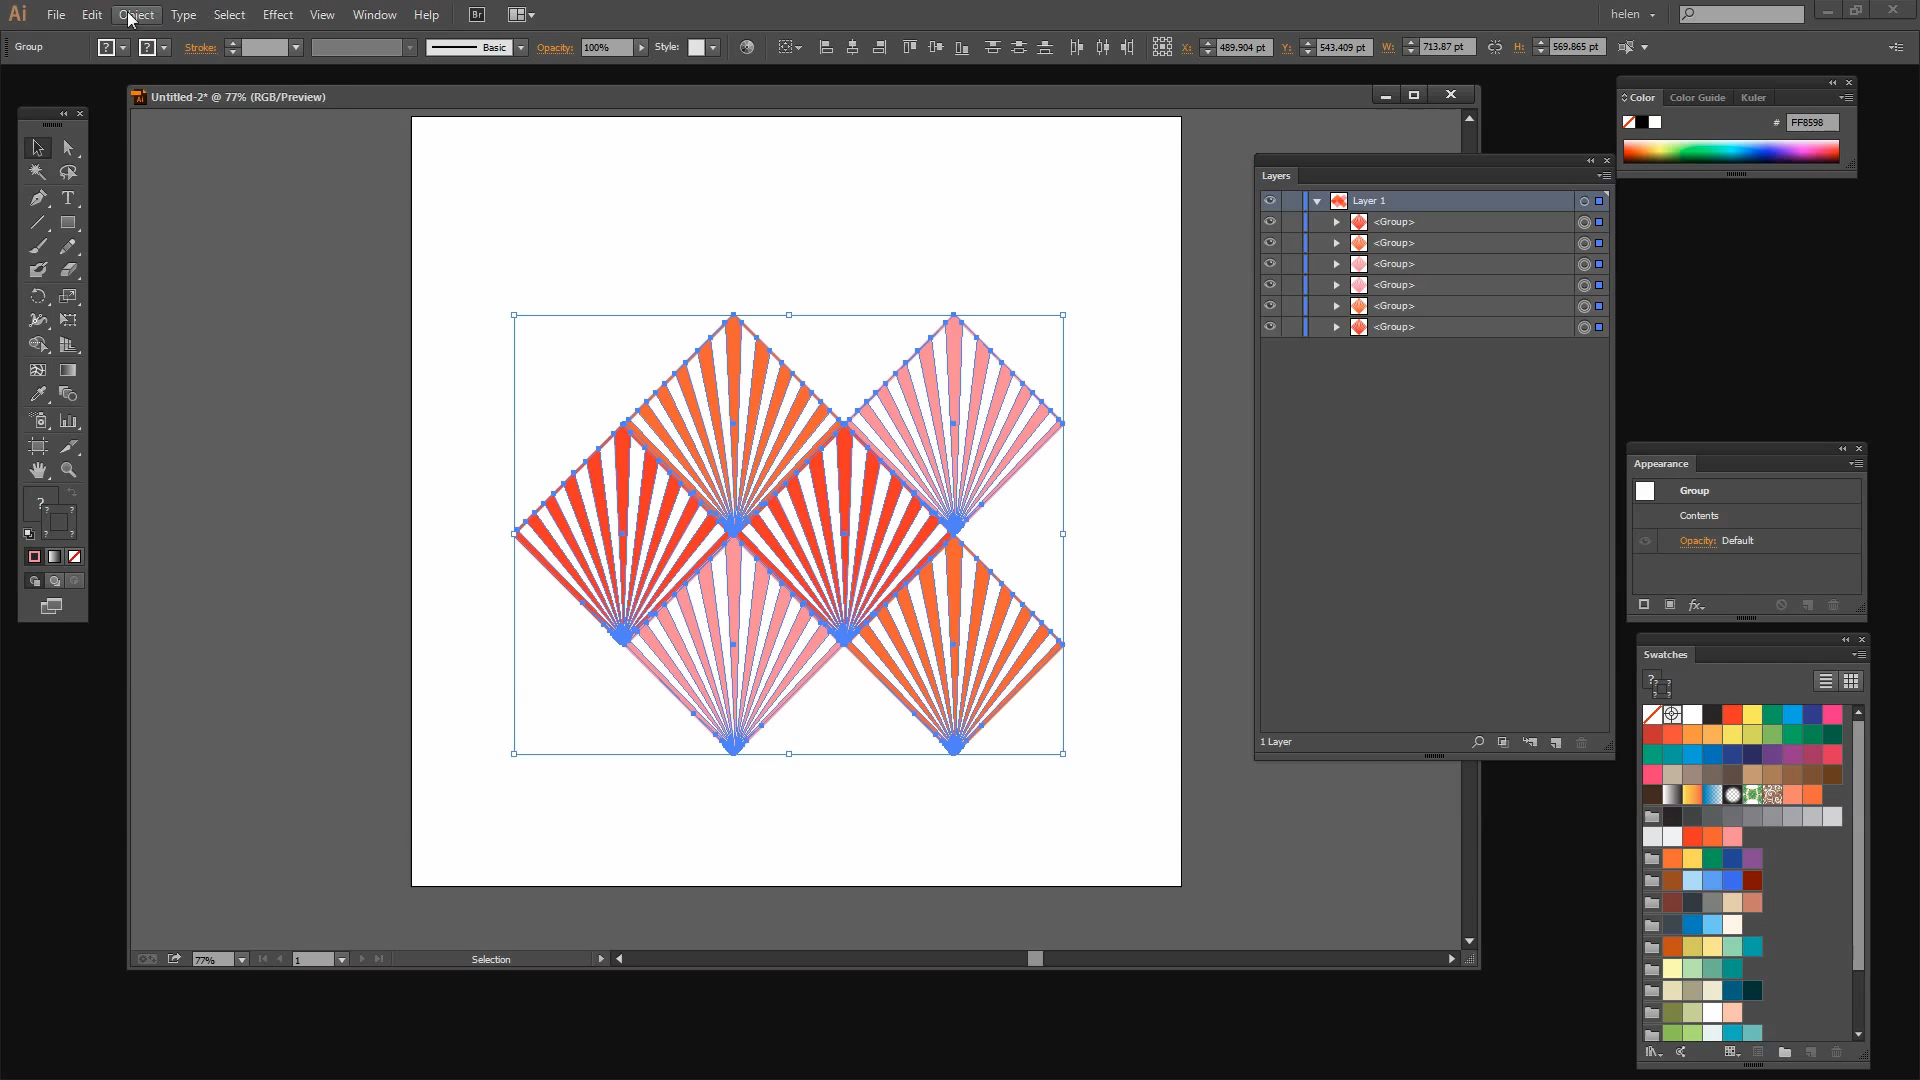 Ai File Edit Object Type Select Effect View Window Help Br helen
Group ? ? Stroke: Basic Opacity: 100% Style: X: 489.904 pt Y: 543.409 pt W: 713.87 pt H: 569.865 pt
Untitled-2* @ 77% (RGB/Preview)
Color Color Guide Kuler
# FF8598
Layers
Layer 1
<Group>
<Group>
<Group>
<Group>
<Group>
<Group>
1 Layer
T
?
Appearance
Group
Contents
Opacity: Default
fx
Swatches
?
77% 1 Selection